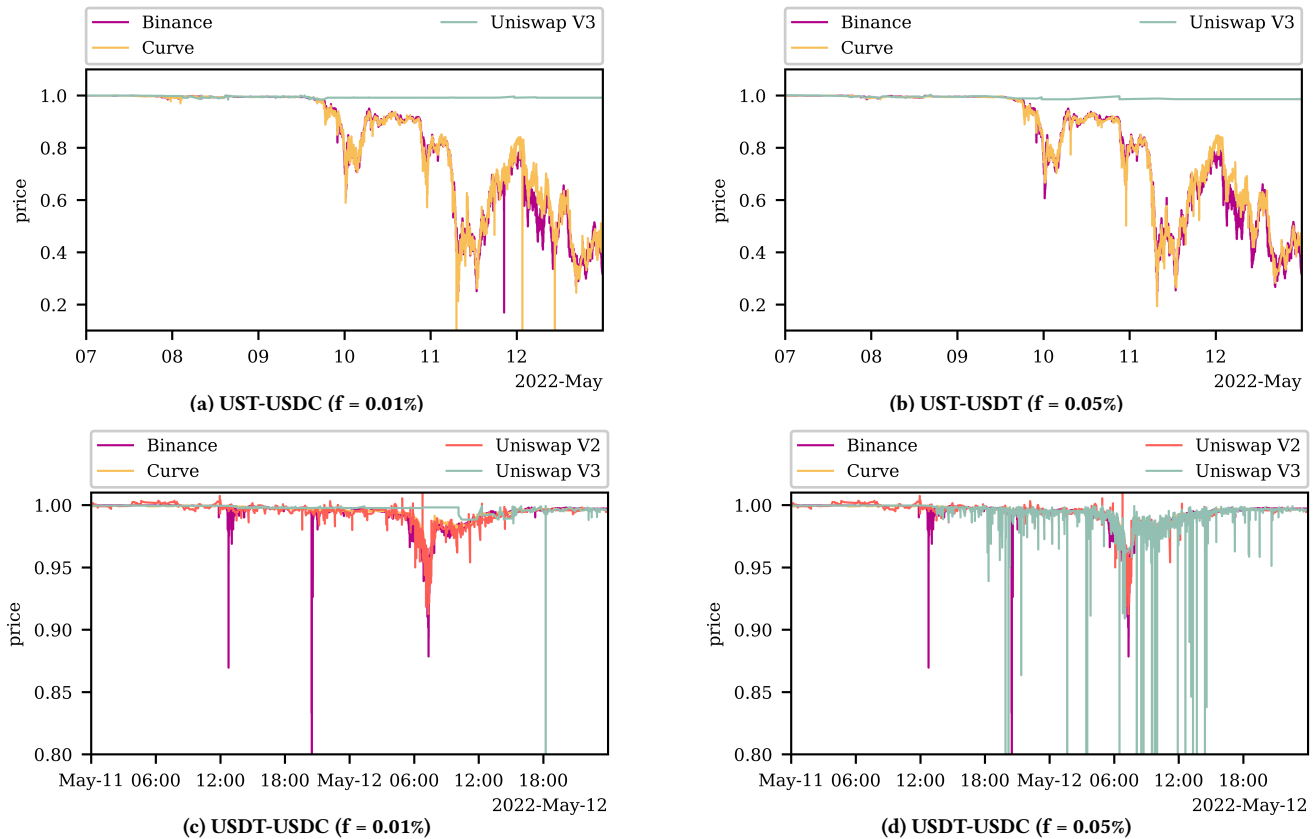 Binance
Curve
Uniswap V3
price
1.0
0.8
0.6
0.4
0.2
07 08 09 10 11 12
2022-May
(a) UST-USDC (f = 0.01%)
Binance
Curve
Uniswap V3
price
1.0
0.8
0.6
0.4
0.2
07 08 09 10 11 12
2022-May
(b) UST-USDT (f = 0.05%)
Binance
Curve
Uniswap V2
Uniswap V3
price
1.00
0.95
0.90
0.85
0.80
May-11 06:00 12:00 18:00 May-12 06:00 12:00 18:00
2022-May-12
(c) USDT-USDC (f = 0.01%)
Binance
Curve
Uniswap V2
Uniswap V3
price
1.00
0.95
0.90
0.85
0.80
May-11 06:00 12:00 18:00 May-12 06:00 12:00 18:00
2022-May-12
(d) USDT-USDC (f = 0.05%)